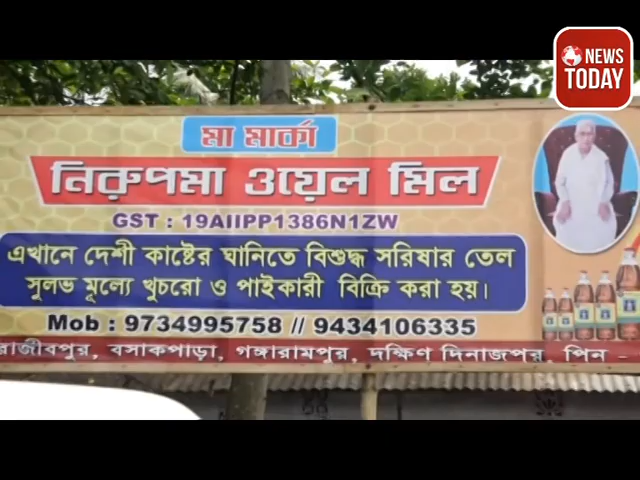 NEWS
TODAY
মা মার্কা
নিরুপমা ওয়েল মিল
GST : 19AIIPP1386N1ZW
এখানে দেশী কাষ্টের ঘানিতে বিশুদ্ধ সরিষার তেল
সুলভ মূল্যে খুচরো ও পাইকারী বিক্রি করা হয়।
Mob : 9734995758 // 9434106335
রাজীবপুর, বসাকপাড়া, গঙ্গারামপুর, দক্ষিণ দিনাজপুর, পিন -